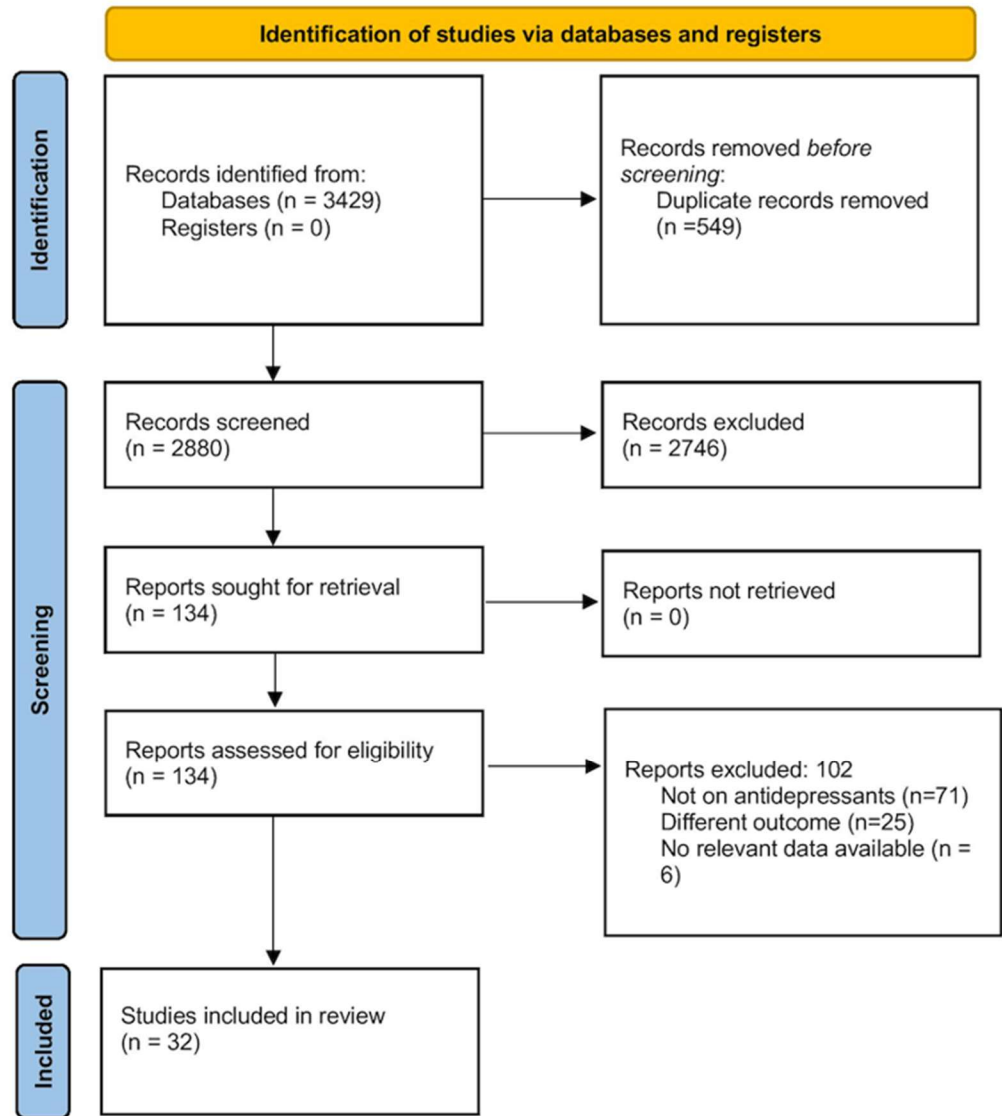 Identification of studies via databases and registers
Identification
Records identified from:
Databases (n = 3429)
Registers (n = 0)
Records removed before
screening:
Duplicate records removed
(n =549)
Screening
Records screened
(n = 2880)
Records excluded
(n = 2746)
Reports sought for retrieval
(n = 134)
Reports not retrieved
(n = 0)
Reports assessed for eligibility
(n = 134)
Reports excluded: 102
Not on antidepressants (n=71)
Different outcome (n=25)
No relevant data available (n =
6)
Included
Studies included in review
(n = 32)